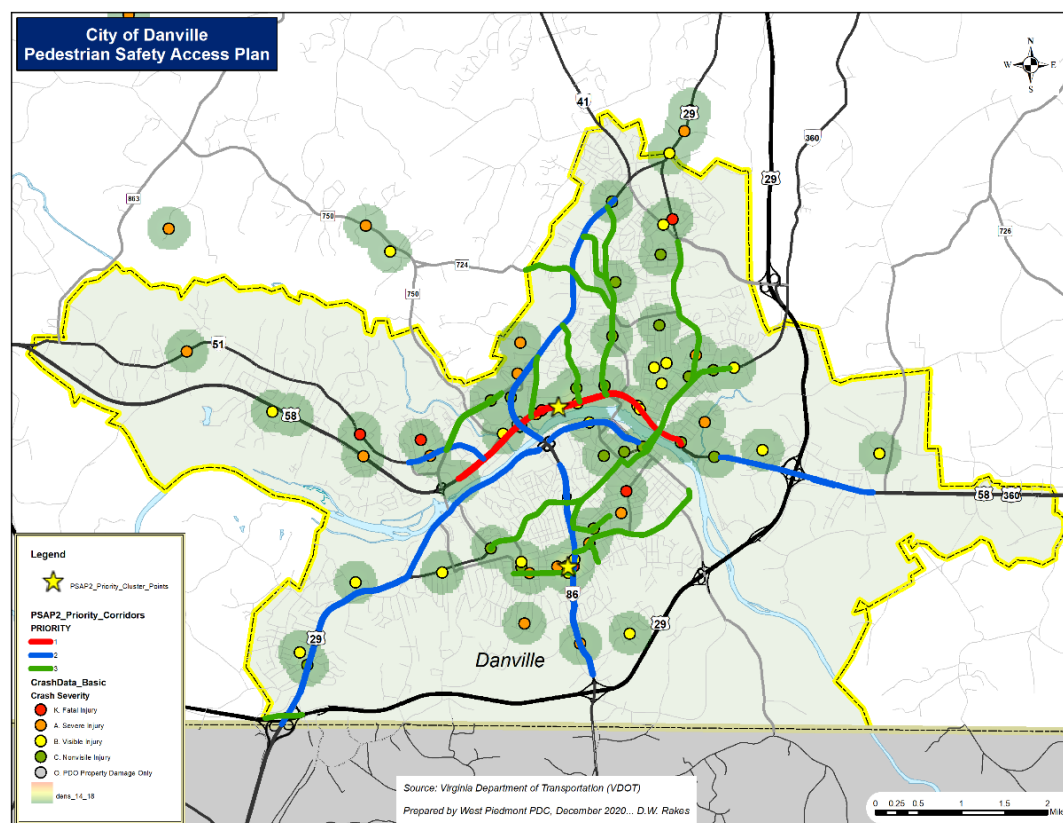 City of Danville
Pedestrian Safety Access Plan
N
W E
S
41
29
360
29
863
750
724
726
750
51
58
58 360
86
29
29
Danville
Legend
PSAP2_Priority_Cluster_Points
PSAP2_Priority_Corridors
PRIORITY
1
2
3
CrashData_Basic
Crash Severity
K. Fatal Injury
A. Severe Injury
B. Visible Injury
C. Nonvisile Injury
O. PDO Property Damage Only
dens_14_18
Source: Virginia Department of Transportation (VDOT)
Prepared by West Piedmont PDC, December 2020... D.W. Rakes
0 0.25 0.5 1 1.5 2
Mile